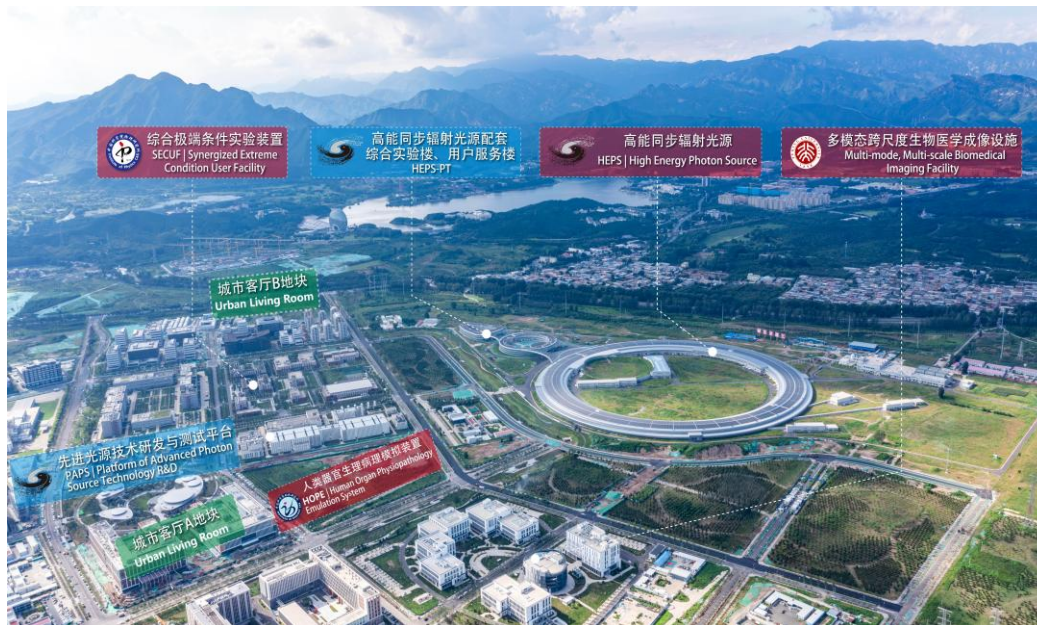 综合极端条件实验装置
SECUF | Synergized Extreme
Condition User Facility
高能同步辐射光源配套
综合实验楼、用户服务楼
HEPS-PT
高能同步辐射光源
HEPS | High Energy Photon Source
多模态跨尺度生物医学成像设施
Multi-mode, Multi-scale Biomedical
Imaging Facility
城市客厅B地块
Urban Living Room
先进光源技术研发与测试平台
PAPS | Platform of Advanced Photon
Source Technology R&D
人类器官生理病理模拟装置
HOPE | Human Organ Physiopathology
Emulation System
城市客厅A地块
Urban Living Room